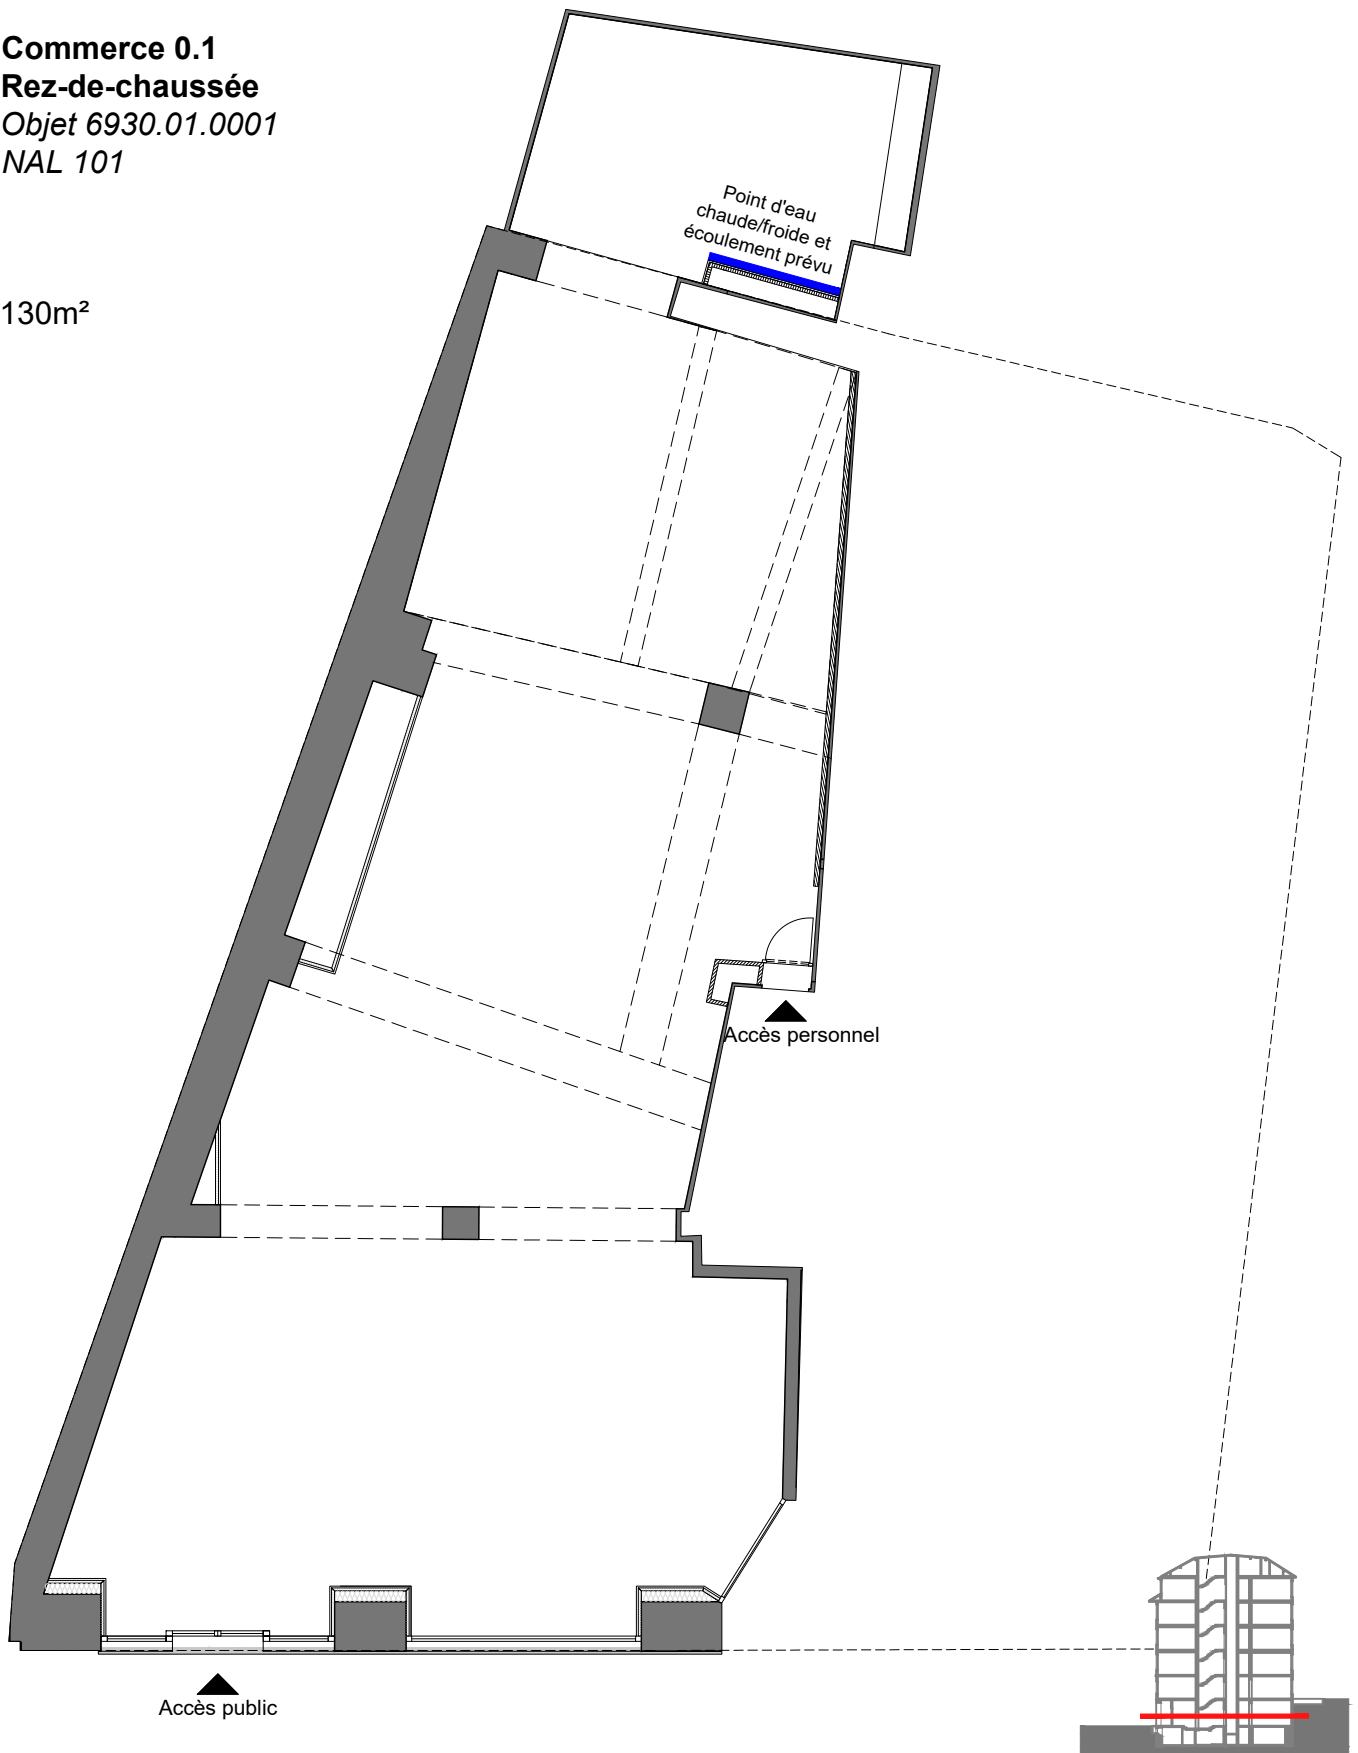 Commerce 0.1
Rez-de-chaussée
Objet 6930.01.0001
NAL 101
130m²
Point d'eau
chaude/froide et
écoulement prévu
Accès personnel
Accès public